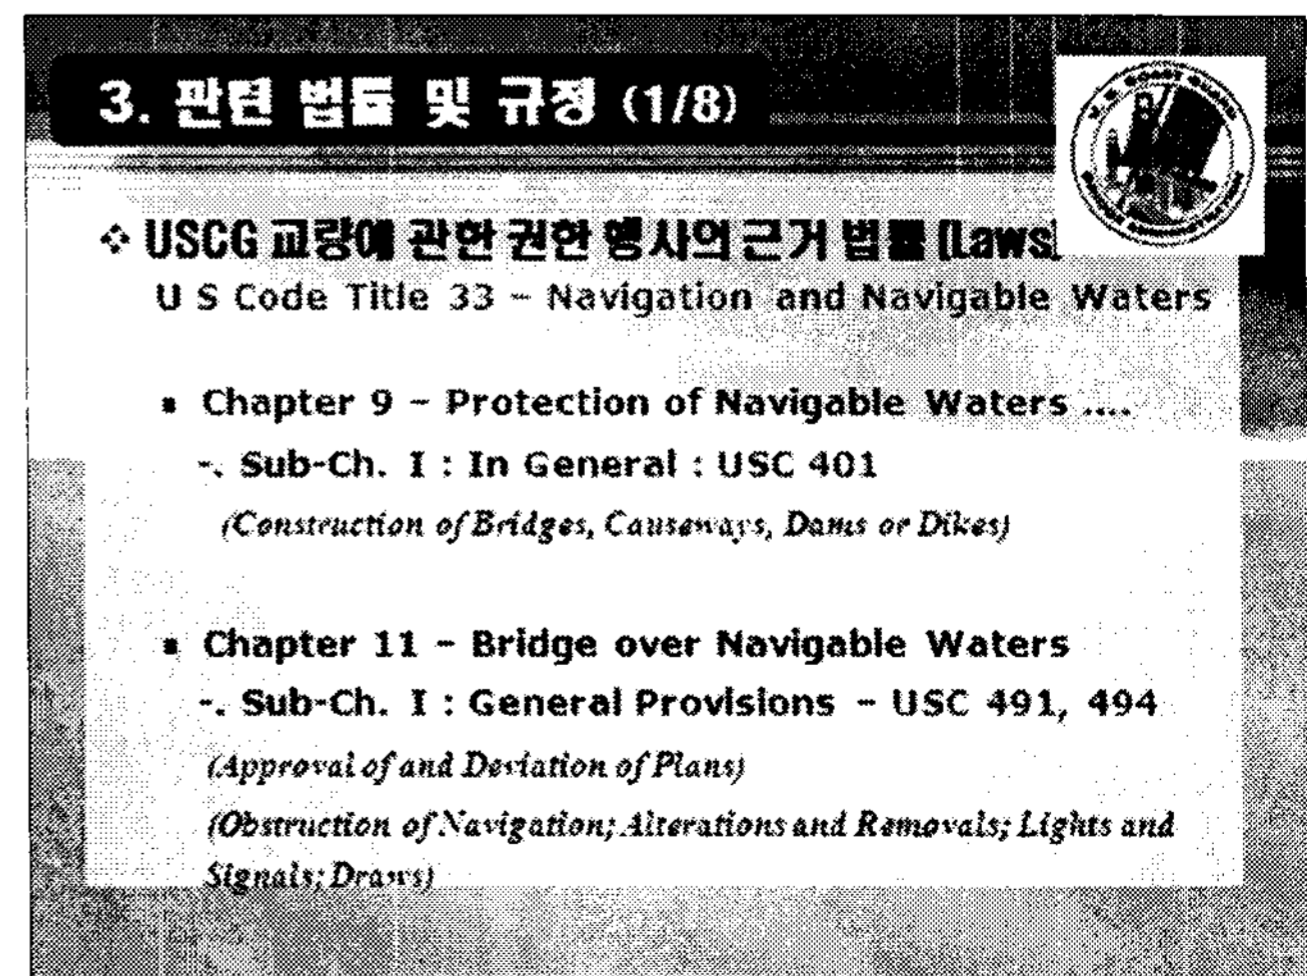 3. 관련 법률 및 규정 (1/8)
❖ USCG 교량에 관한 권한 행사의 근거 법률 (Laws)
U S Code Title 33 – Navigation and Navigable Waters
▪ Chapter 9 – Protection of Navigable Waters ....
-. Sub-Ch. I : In General : USC 401
(Construction of Bridges, Causeways, Dams or Dikes)
▪ Chapter 11 – Bridge over Navigable Waters
-. Sub-Ch. I : General Provisions – USC 491, 494
(Approval of and Deviation of Plans)
(Obstruction of Navigation; Alterations and Removals; Lights and
Signals; Draws)
U.S. COAST GUARD